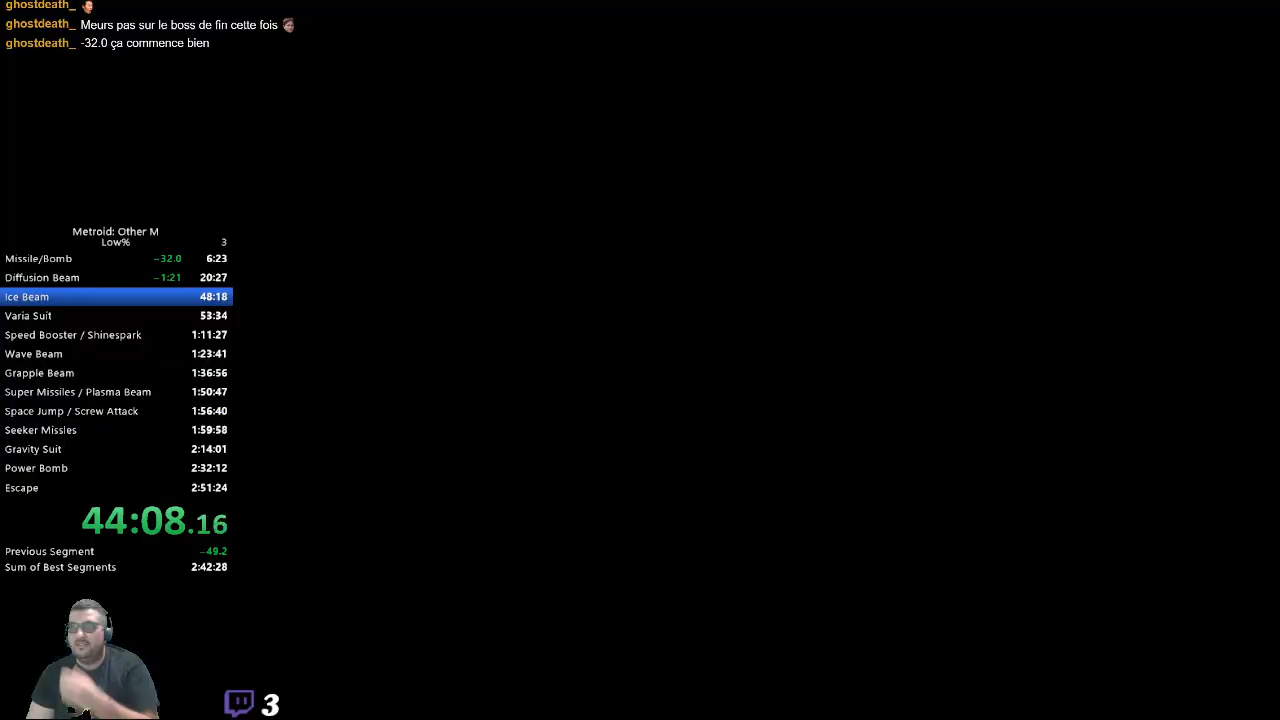 ghostdeath_
ghostdeath_ Meurs pas sur le boss de fin cette fois
ghostdeath_ -32.0 ça commence bien
Metroid: Other M
Low% 3
Missile/Bomb −32.0 6:23
Diffusion Beam −1:21 20:27
Ice Beam 48:18
Varia Suit 53:34
Speed Booster / Shinespark 1:11:27
Wave Beam 1:23:41
Grapple Beam 1:36:56
Super Missiles / Plasma Beam 1:50:47
Space Jump / Screw Attack 1:56:40
Seeker Missles 1:59:58
Gravity Suit 2:14:01
Power Bomb 2:32:12
Escape 2:51:24
44:08.16
Previous Segment −49.2
Sum of Best Segments 2:42:28
3